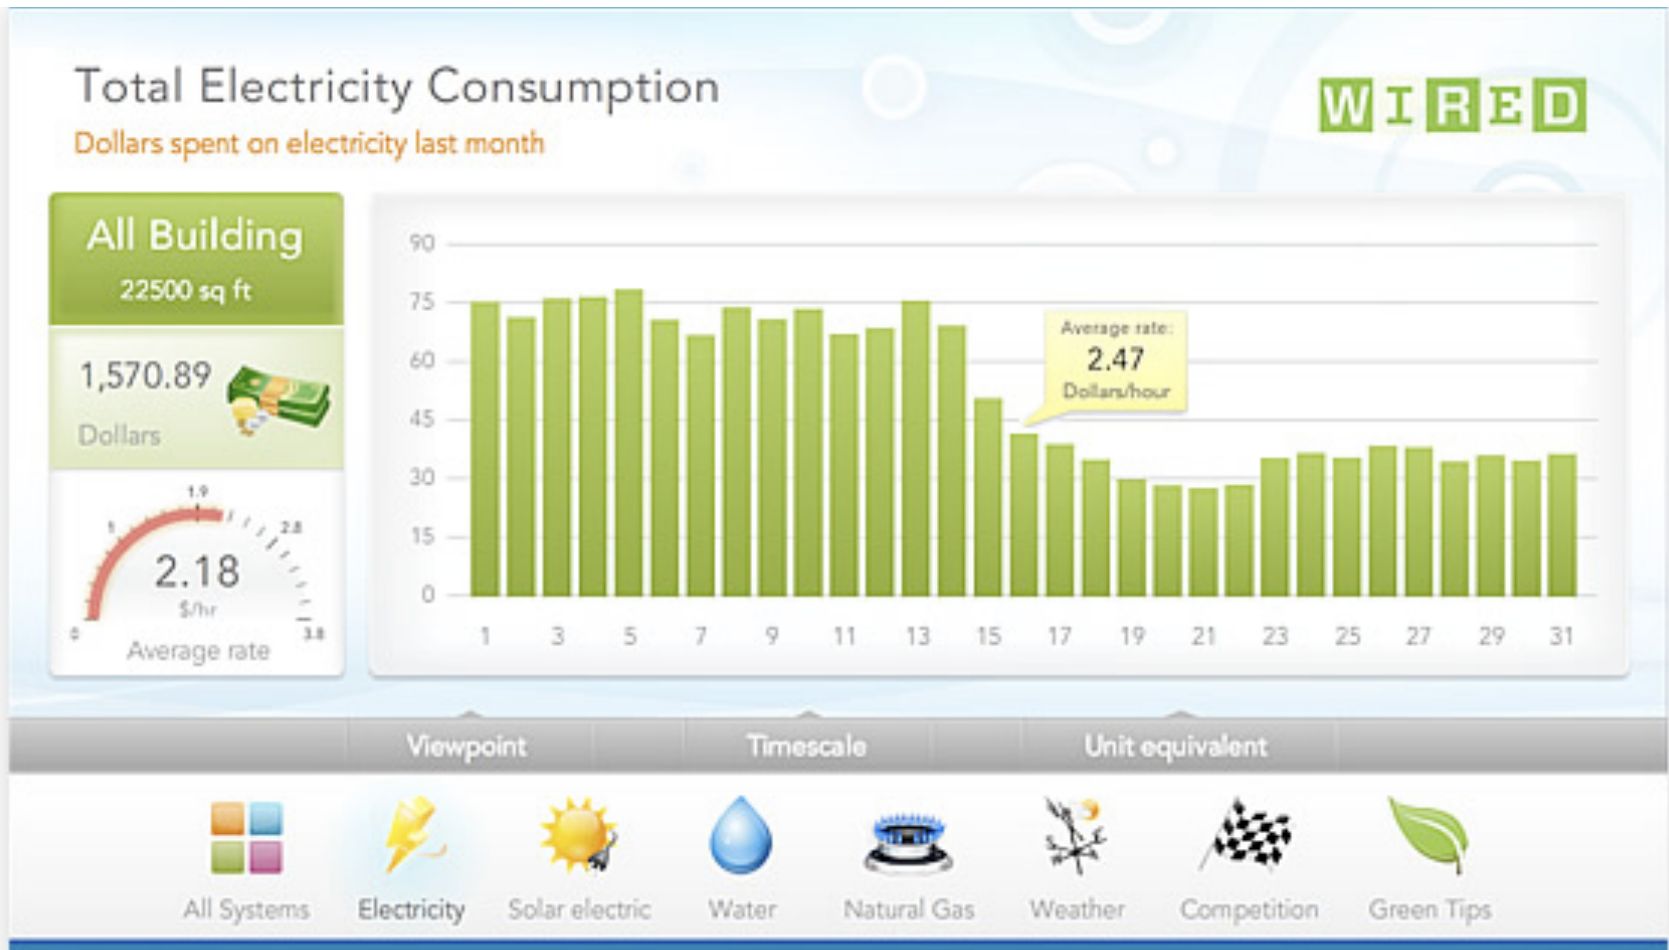 Total Electricity Consumption
Dollars spent on electricity last month
WIRED
All Building
22500 sq ft
1,570.89
Dollars
1.9
1
2.8
2.18
$/hr
0
3.8
Average rate
90
75
60
45
30
15
0
Average rate:
2.47
Dollars/hour
1 3 5 7 9 11 13 15 17 19 21 23 25 27 29 31
Viewpoint Timescale Unit equivalent
All Systems Electricity Solar electric Water Natural Gas Weather Competition Green Tips